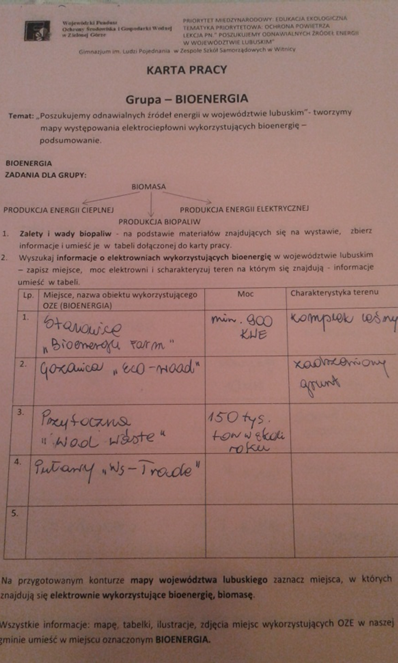 Wojewódzki Fundusz
Ochrony Środowiska i Gospodarki Wodnej
w Zielonej Górze
PRIORYTET MIĘDZYNARODOWY: EDUKACJA EKOLOGICZNA
TEMATYKA PRIORYTETOWA: OCHRONA POWIETRZA
LEKCJA PN." POSZUKUJEMY ODNAWIALNYCH ŹRÓDEŁ ENERGII
W WOJEWÓDZTWIE LUBUSKIM"
Gimnazjum im. Ludzi Pojednania w Zespole Szkół Samorządowych w Witnicy
KARTA PRACY
Grupa – BIOENERGIA
Temat: „Poszukujemy odnawialnych źródeł energii w województwie lubuskim"- tworzymy
mapy występowania elektrociepłowni wykorzystujących bioenergię –
podsumowanie.
BIOENERGIA
ZADANIA DLA GRUPY:
BIOMASA
PRODUKCJA ENERGII CIEPLNEJ
PRODUKCJA ENERGII ELEKTRYCZNEJ
PRODUKCJA BIOPALIW
1. Zalety i wady biopaliw - na podstawie materiałów znajdujących się na wystawie, zbierz
informacje i umieść je w tabeli dołączonej do karty pracy.
2. Wyszukaj informacje o elektrowniach wykorzystujących bioenergię w województwie lubuskim
– zapisz miejsce, moc elektrowni i scharakteryzuj teren na którym się znajdują - informacje
umieść w tabeli.
Lp. Miejsce, nazwa obiektu wykorzystującego OZE (BIOENERGIA) Moc Charakterystyka terenu
1. Stanowice „Bioenergii Farm" min. 800 KWE kompleks leśny
2. Gozdnica „Eco-wood" zadrzewiony grunt
3. Przytoczna "Wood Waste" 150 tys. ton w roku
4. "Ws-Trade"
5.
Na przygotowanym konturze mapy województwa lubuskiego zaznacz miejsca, w których
znajdują się elektrownie wykorzystujące bioenergię, biomasę.
Wszystkie informacje: mapę, tabelki, ilustracje, zdjęcia miejsc wykorzystujących OZE w naszej
gminie umieść w miejscu oznaczonym BIOENERGIA.